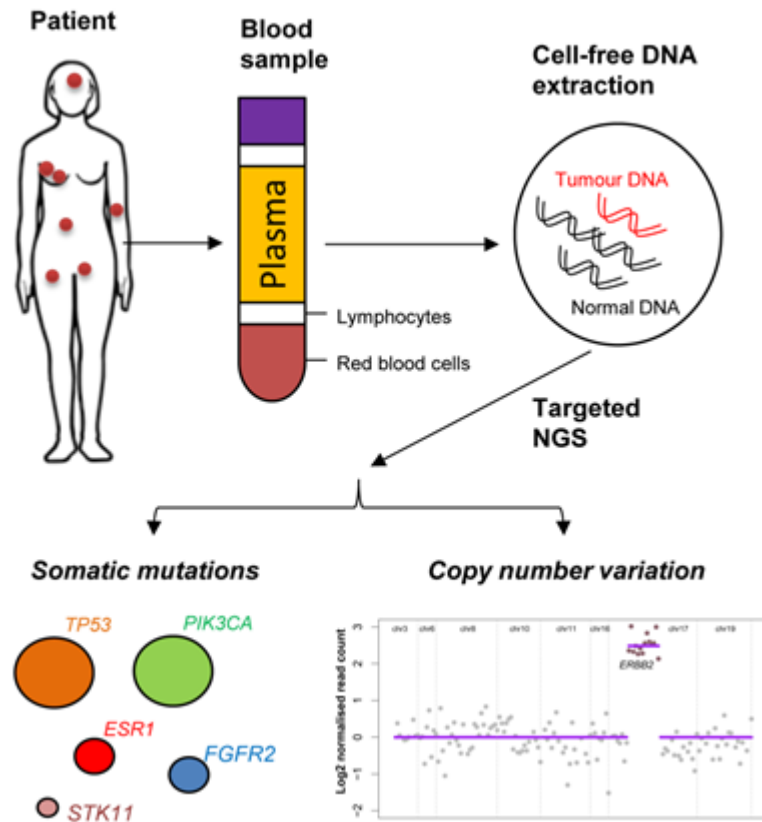 Patient
Blood
sample
Cell-free DNA
extraction
Plasma
Tumour DNA
Normal DNA
Lymphocytes
Red blood cells
Targeted
NGS
Somatic mutations
TP53
PIK3CA
ESR1
FGFR2
STK11
Copy number variation
Log2 normalised read count
3
2
1
0
-1
-2
chr3
chr6
chr8
chr10
chr11
chr16
chr17
chr19
ERBB2